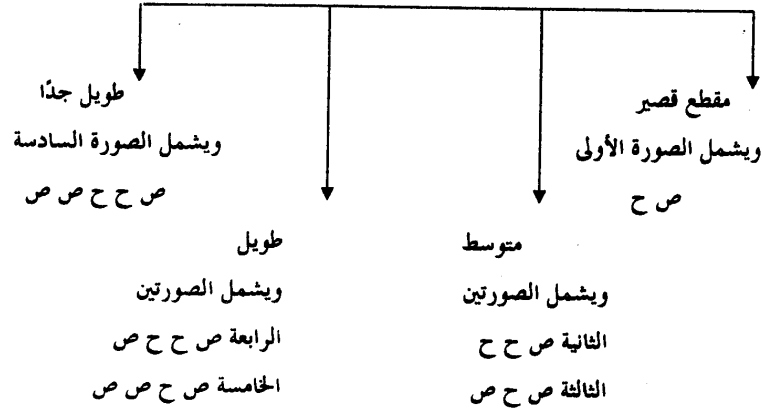 مقطع قصير
ويشمل الصورة الأولى
ص ح
متوسط
ويشمل الصورتين
الثانية ص ح ح
الثالثة ص ح ص
طويل
ويشمل الصورتين
الرابعة ص ح ح ص
الخامسة ص ح ص ص
طويل جدًا
ويشمل الصورة السادسة
ص ح ح ص ص